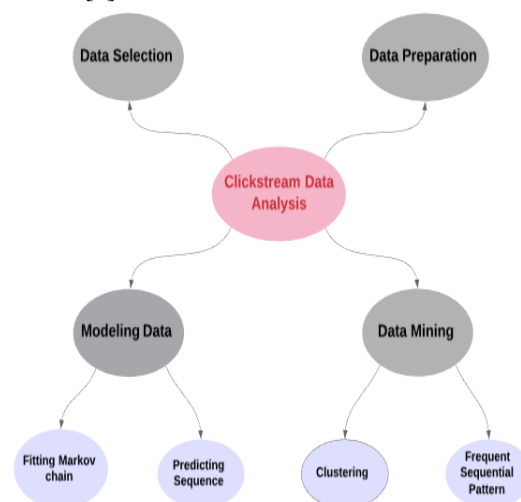 Data Selection
Data Preparation
Clickstream Data
Analysis
Modeling Data
Data Mining
Fitting Markov
chain
Predicting
Sequence
Clustering
Frequent
Sequential
Pattern